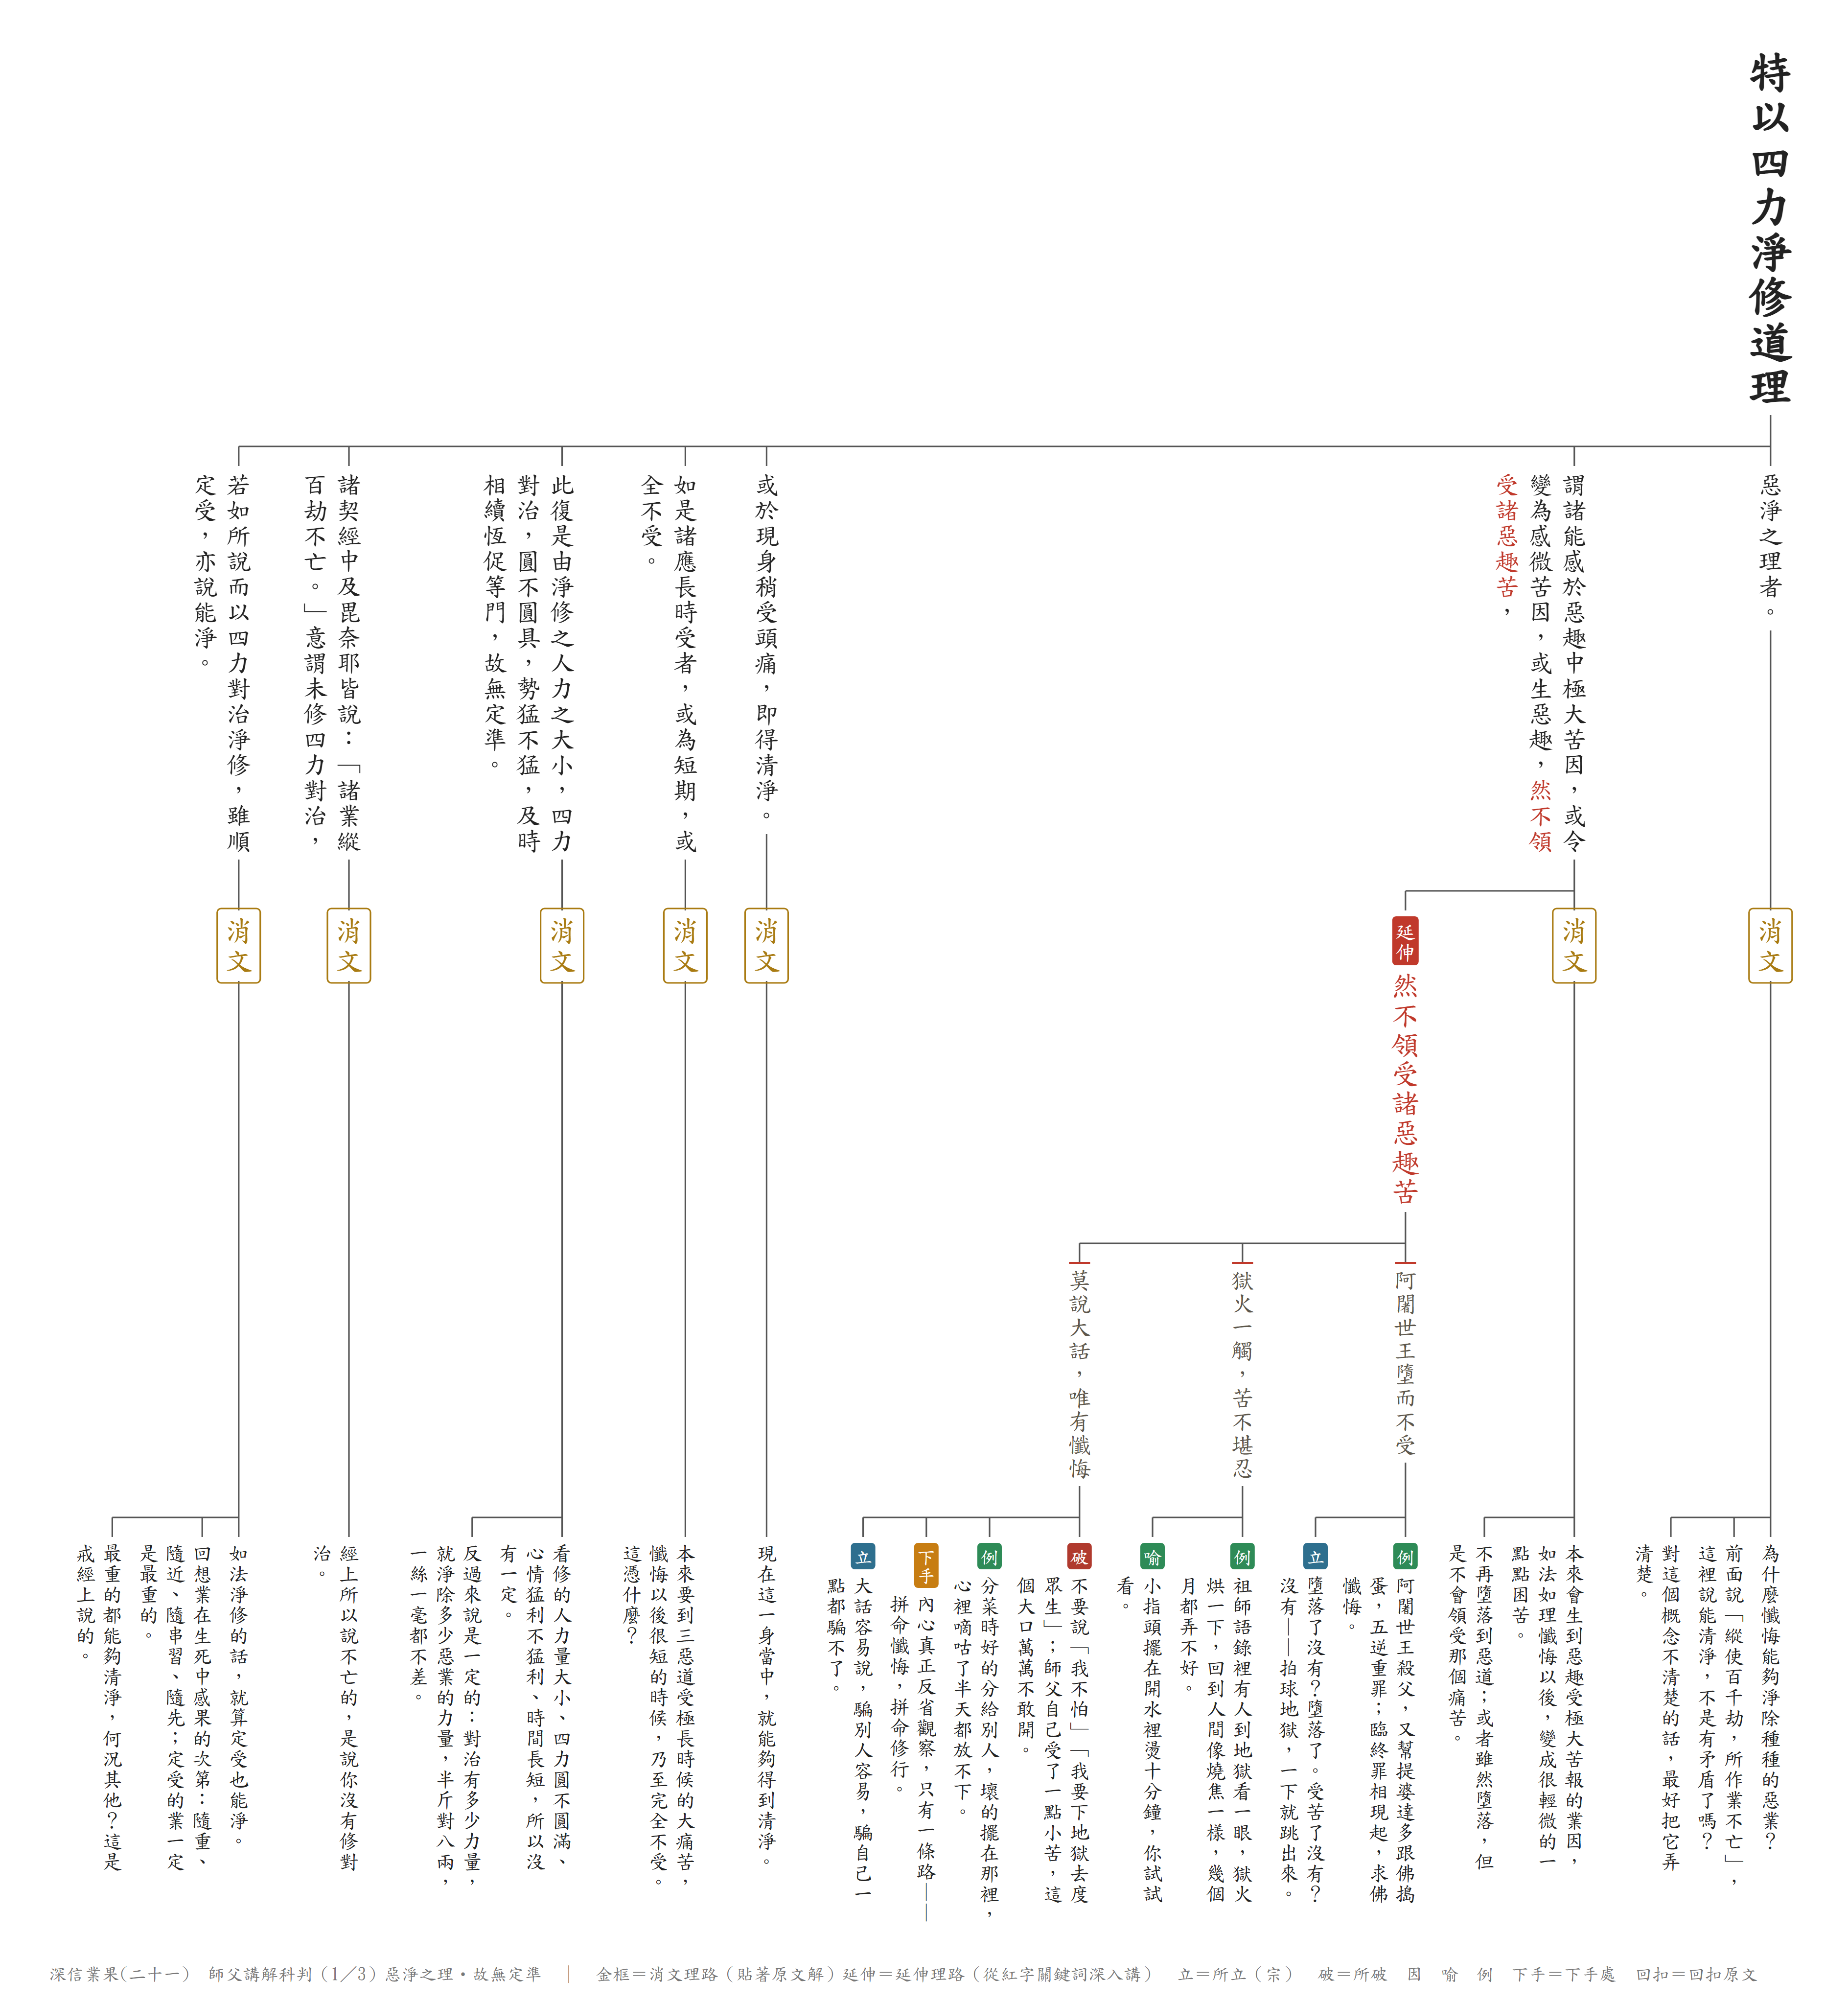 特以四力淨修道理
惡淨之理者。
消文
為什麼懺悔能夠淨除種種的惡業?
前面說「縱使百千劫,所作業不亡」,
這裡說能清淨,不是有矛盾了嗎?
對這個概念不清楚的話,最好把它弄
清楚。
謂諸能感於惡趣中極大苦因,或令
變為感微苦因,或生惡趣,然不領
受諸惡趣苦,
消文
本來會生到惡趣受極大苦報的業因,
如法如理懺悔以後,變成很輕微的一
點點困苦。
不再墮落到惡道;或者雖然墮落,但
是不會領受那個痛苦。
延伸
然不領受諸惡趣苦
阿闍世王墮而不受
例
阿闍世王殺父,又幫提婆達多跟佛搗
蛋,五逆重罪;臨終罪相現起,求佛
懺悔。
立
墮落了沒有?墮落了。受苦了沒有?
沒有——拍球地獄,一下就跳出來。
獄火一觸,苦不堪忍
例
祖師語錄裡有人到地獄看一眼,獄火
烘一下,回到人間像燒焦一樣,幾個
月都弄不好。
喻
小指頭擺在開水裡燙十分鐘,你試試
看。
莫說大話,唯有懺悔
破
不要說「我不怕」「我要下地獄去度
眾生」;師父自己受了一點小苦,這
個大口萬萬不敢開。
例
分菜時好的分給別人,壞的擺在那裡,
心裡嘀咕了半天都放不下。
下手
內心真正反省觀察,只有一條路——
拼命懺悔,拼命修行。
立
大話容易說,騙別人容易,騙自己一
點都騙不了。
或於現身稍受頭痛,即得清淨。
消文
現在這一身當中,就能夠得到清淨。
如是諸應長時受者,或為短期,或
全不受。
消文
本來要到三惡道受極長時候的大痛苦,
懺悔以後很短的時候,乃至完全不受。
這憑什麼?
此復是由淨修之人力之大小,四力
對治,圓不圓具,勢猛不猛,及時
相續恆促等門,故無定準。
消文
看修的人力量大小、四力圓不圓滿、
心情猛利不猛利、時間長短,所以沒
有一定。
反過來說是一定的:對治有多少力量,
就淨除多少惡業的力量,半斤對八兩,
一絲一毫都不差。
諸契經中及毘奈耶皆說:「諸業縱
百劫不亡。」意謂未修四力對治,
消文
經上所以說不亡的,是說你沒有修對
治。
若如所說而以四力對治淨修,雖順
定受,亦說能淨。
消文
如法淨修的話,就算定受也能淨。
回想業在生死中感果的次第:隨重、
隨近、隨串習、隨先;定受的業一定
是最重的。
最重的都能夠清淨,何況其他?這是
戒經上說的。
深信業果(二十一) 師父講解科判(1/3)惡淨之理・故無定準 | 金框=消文理路(貼著原文解)延伸=延伸理路(從紅字關鍵詞深入講) 立=所立(宗) 破=所破 因 喻 例 下手=下手處 回扣=回扣原文